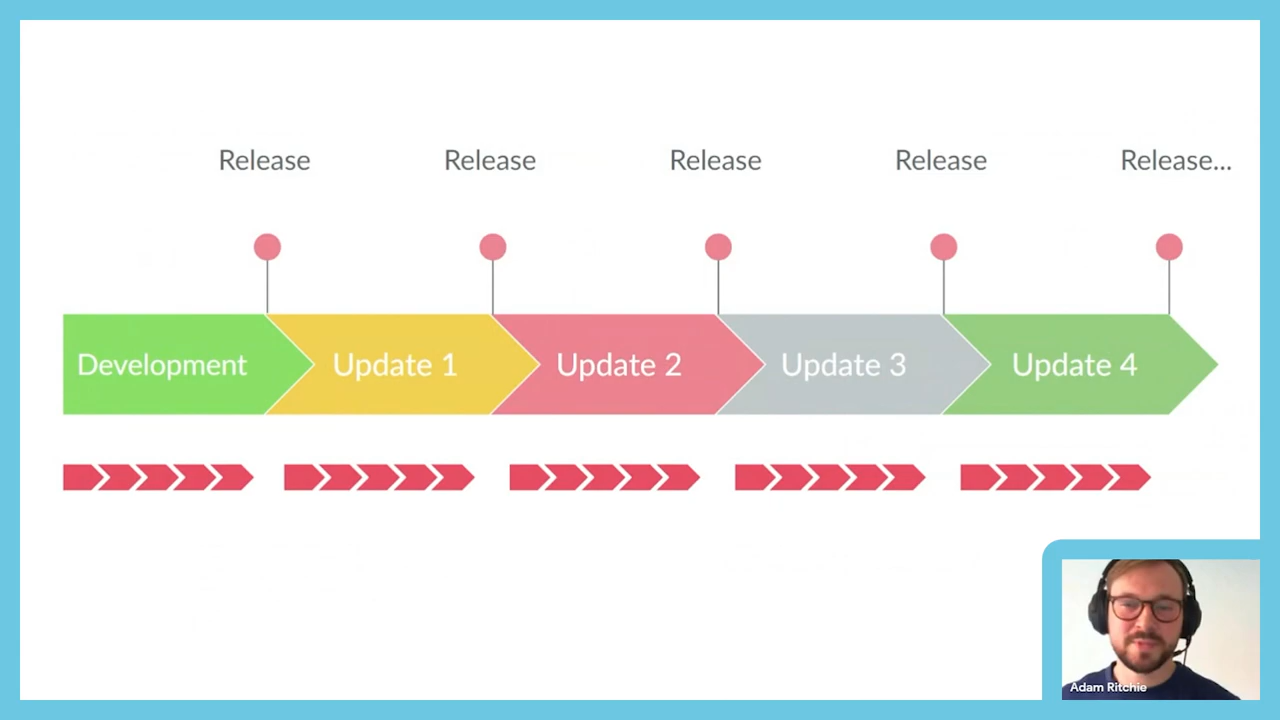 Release Release Release Release Release...
Development Update 1 Update 2 Update 3 Update 4
Adam Ritchie